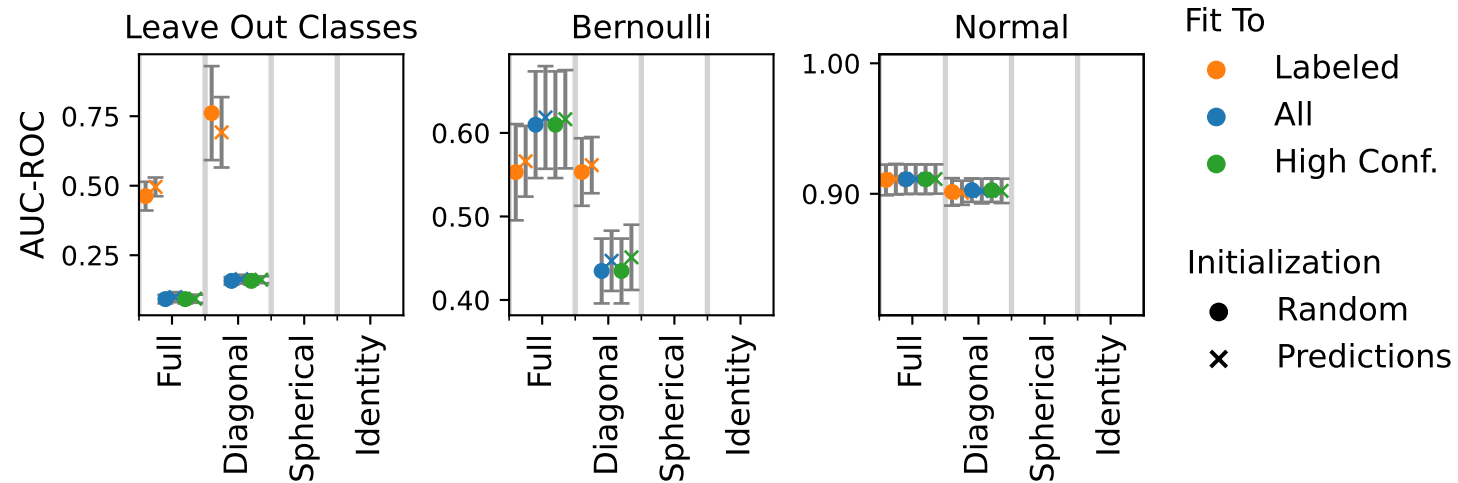 Leave Out Classes
Bernoulli
Normal
Fit To
Labeled
All
High Conf.
Initialization
Random
Predictions
AUC-ROC
0.75
0.50
0.25
0.60
0.50
0.40
1.00
0.90
Full
Diagonal
Spherical
Identity
Full
Diagonal
Spherical
Identity
Full
Diagonal
Spherical
Identity